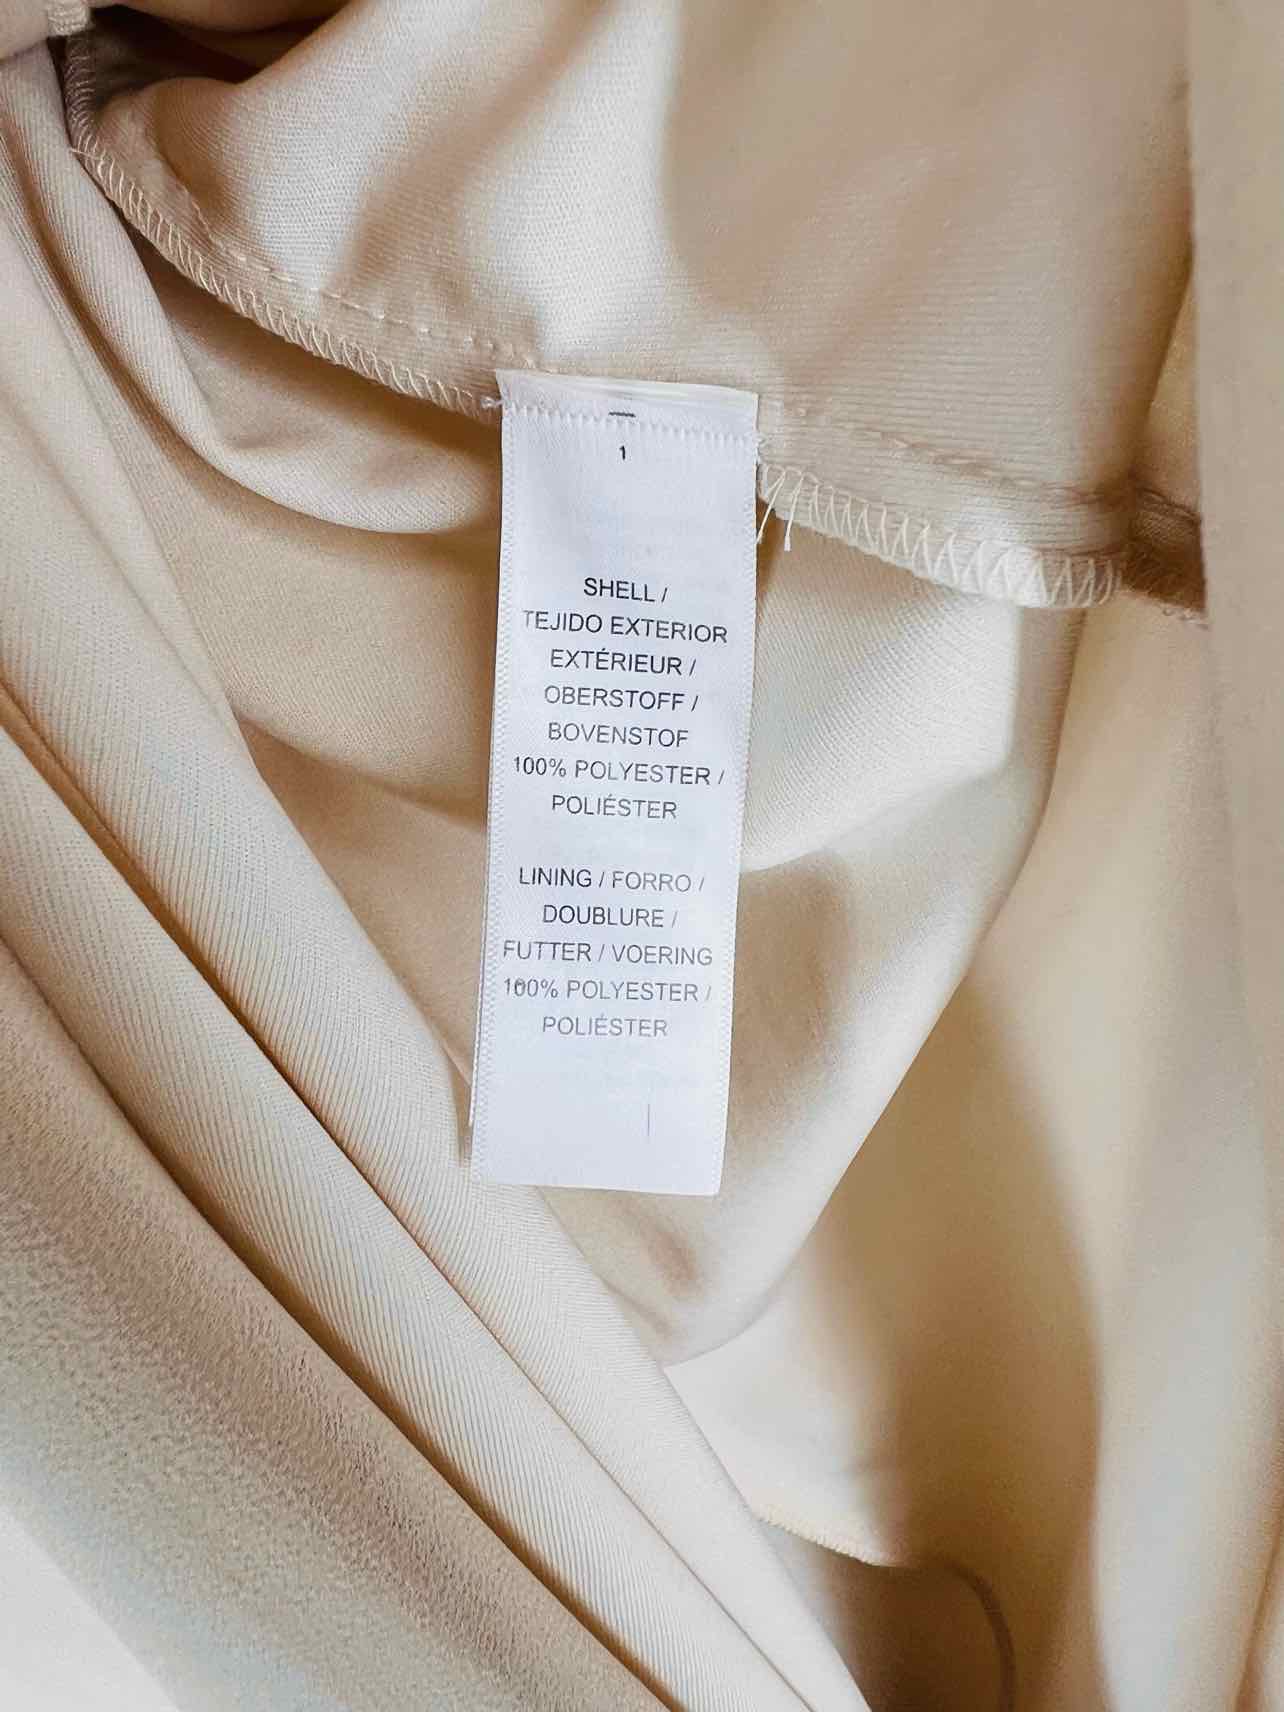 1
SHELL /
TEJIDO EXTERIOR
EXTÉRIEUR /
OBERSTOFF /
BOVENSTOF
100% POLYESTER /
POLIÉSTER
LINING / FORRO /
DOUBLURE /
FUTTER / VOERING
100% POLYESTER /
POLIÉSTER